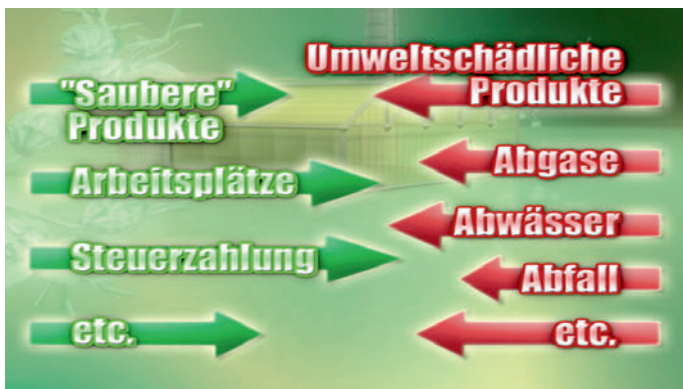 "Saubere"
Produkte
Arbeitsplätze
Steuerzahlung
etc.
Umweltschädliche
Produkte
Abgase
Abwässer
Abfall
etc.